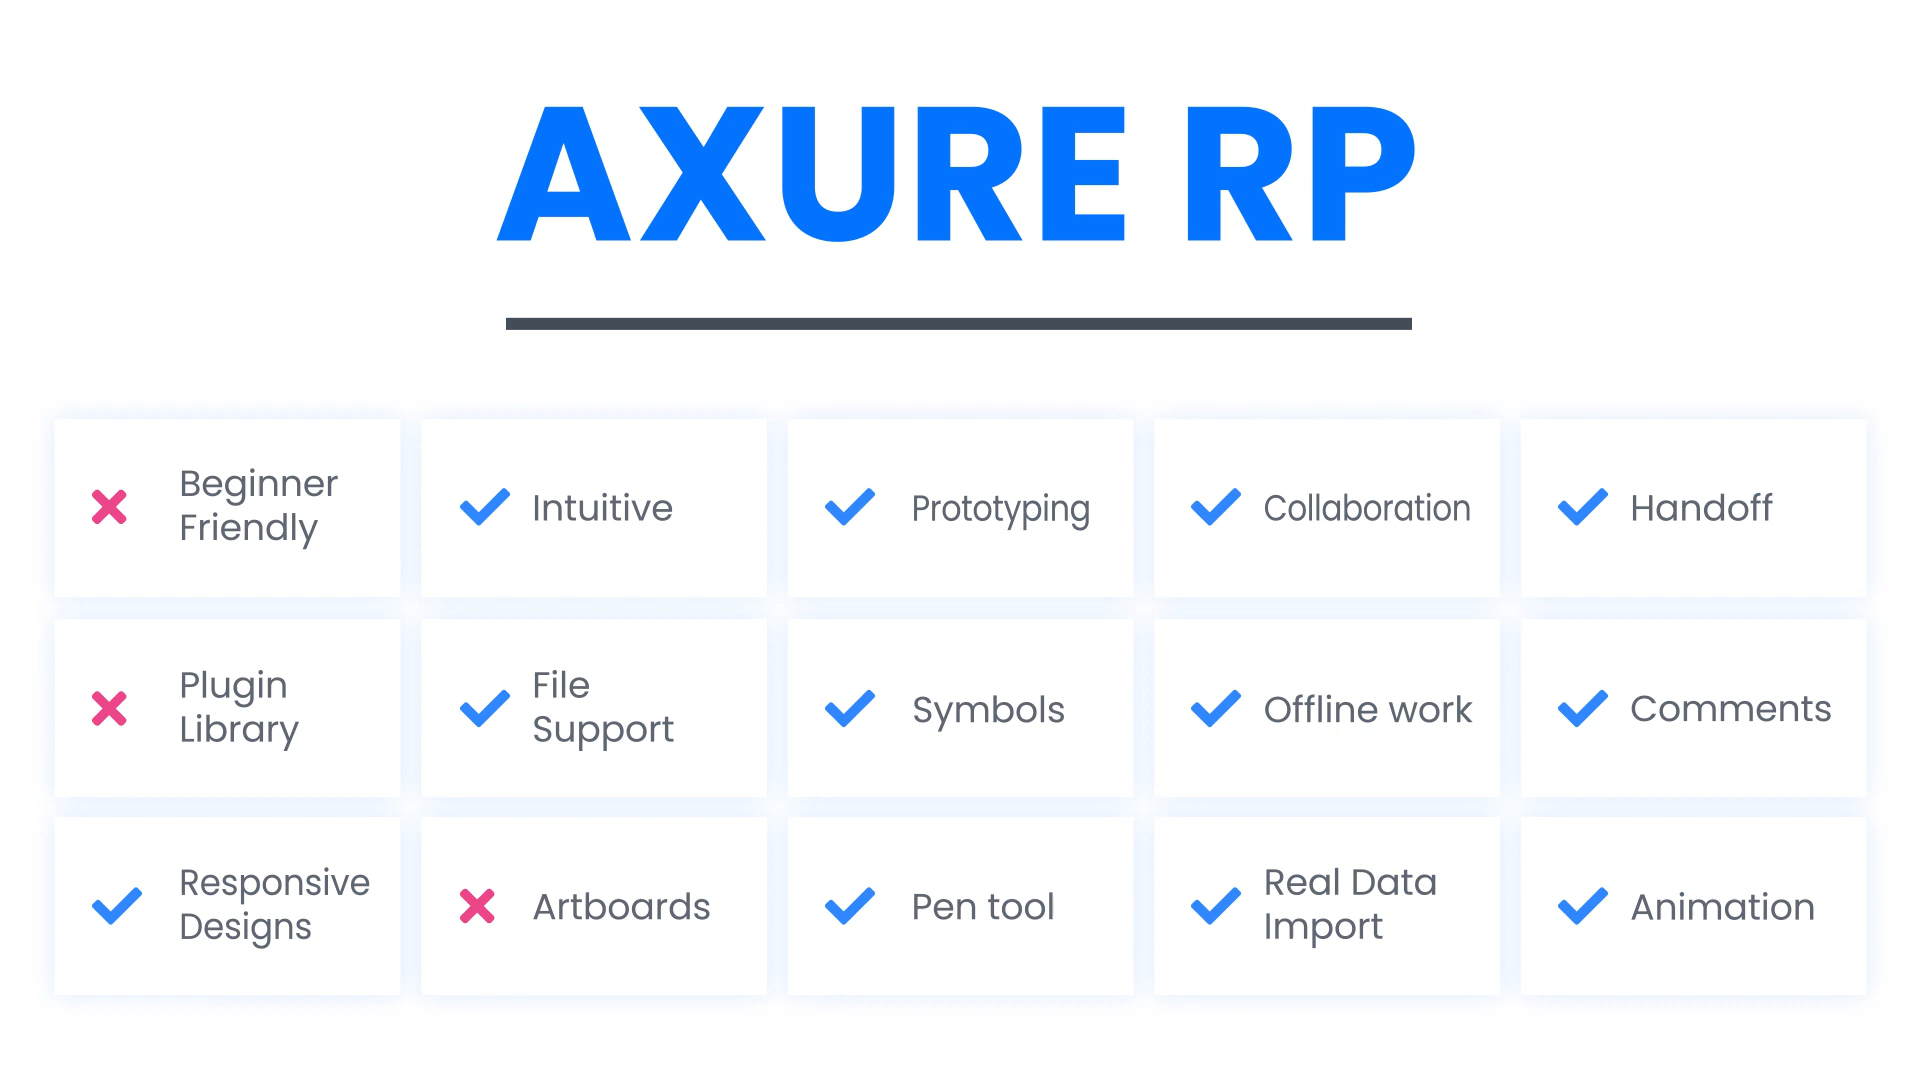 AXURE RP
Beginner
Friendly
Intuitive
Prototyping
Collaboration
Handoff
Plugin
Library
File
Support
Symbols
Offline work
Comments
Responsive
Designs
Artboards
Pen tool
Real Data
Import
Animation